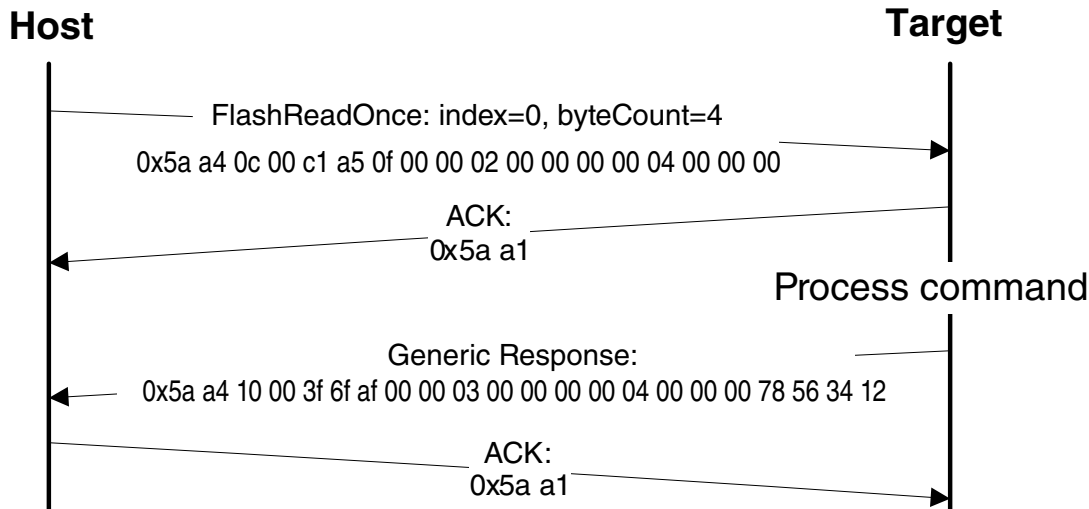 Host
Target
FlashReadOnce: index=0, byteCount=4
0x5a a4 0c 00 c1 a5 0f 00 00 02 00 00 00 00 04 00 00 00
ACK:
0x5a a1
Process command
Generic Response:
0x5a a4 10 00 3f 6f af 00 00 03 00 00 00 00 04 00 00 00 78 56 34 12
ACK:
0x5a a1